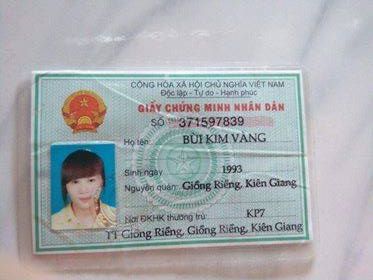 CỘNG HÒA XÃ HỘI CHỦ NGHĨA VIỆT NAM
Độc lập - Tự do - Hạnh phúc
GIẤY CHỨNG MINH NHÂN DÂN
SỐ 371597839
Họ tên: BÙI KIM VÀNG
Sinh ngày 1993
Nguyên quán: Giồng Riềng, Kiên Giang
Nơi ĐKHK thường trú: KP7
TT Giồng Riềng, Giồng Riềng, Kiên Giang